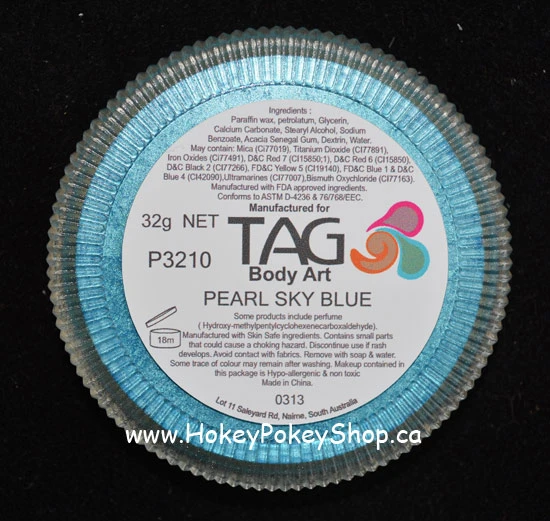 Ingredients :
Paraffin wax, petrolatum, Glycerin,
Calcium Carbonate, Stearyl Alcohol, Sodium
Benzoate, Acacia Senegal Gum, Dextrin, Water.
May contain: Mica (Ci77019), Titanium Dioxide (CI77891),
Iron Oxides (CI77491), D&C Red 7 (CI15850;1), D&C Red 6 (CI15850),
D&C Black 2 (CI77266), FD&C Yellow 5 (CI19140), FD&C Blue 1 & D&C
Blue 4 (CI42090),Ultramarines (CI77007),Bismuth Oxychloride (CI77163).
Manufactured with FDA approved ingredients.
Conforms to ASTM D-4236 & 76/768/EEC.
Manufactured for
32g NET
TAG
P3210
Body Art
PEARL SKY BLUE
Some products include perfume
( Hydroxy-methylpentylcyclohexenecarboxaldehyde).
18m
Manufactured with Skin Safe ingredients. Contains small parts
that could cause a choking hazard. Discontinue use if rash
develops. Avoid contact with fabrics. Remove with soap & water.
Some trace of colour may remain after washing. Makeup contained in
this package is Hypo-allergenic & non toxic
Made in China.
0313
Lot 11 Saleyard Rd, Nairne, South Australia
www.HokeyPokeyShop.ca